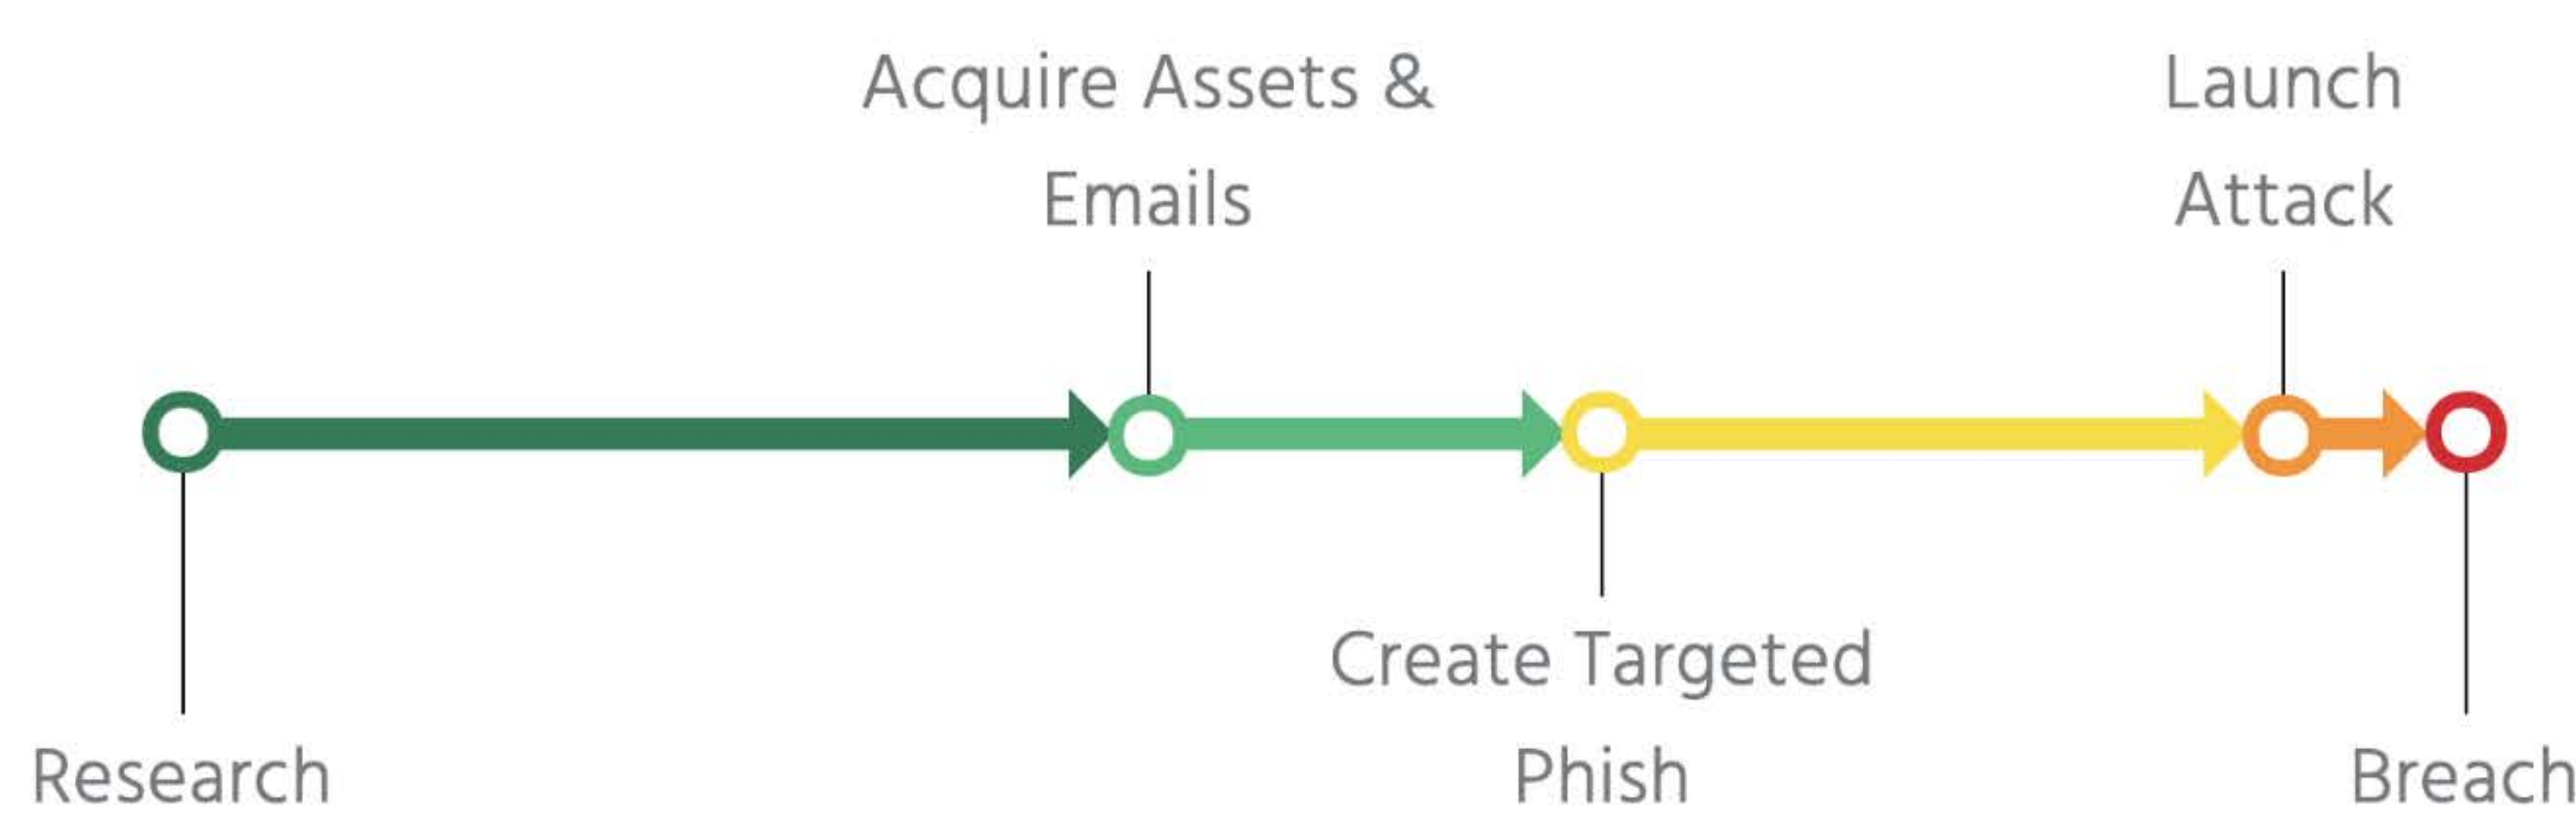 Acquire Assets &
Emails
Launch
Attack
Create Targeted
Phish
Research
Breach